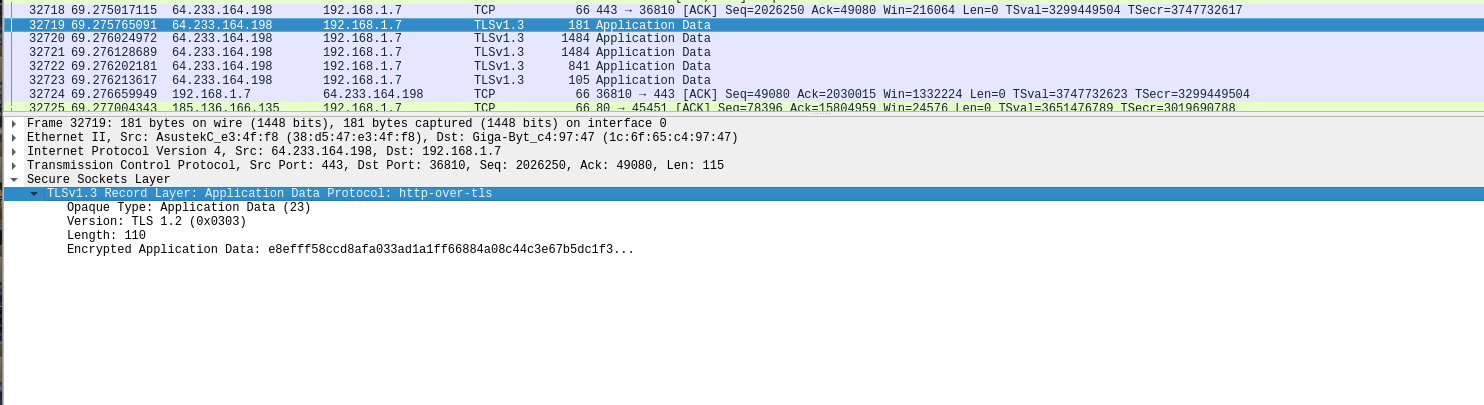 32718 69.275017115 64.233.164.198 192.168.1.7 TCP 66 443 → 36810 [ACK] Seq=2026250 Ack=49080 Win=216064 Len=0 TSval=3299449504 TSecr=3747732617
32719 69.275765091 64.233.164.198 192.168.1.7 TLSv1.3 181 Application Data
32720 69.276024972 64.233.164.198 192.168.1.7 TLSv1.3 1484 Application Data
32721 69.276128689 64.233.164.198 192.168.1.7 TLSv1.3 1484 Application Data
32722 69.276202181 64.233.164.198 192.168.1.7 TLSv1.3 841 Application Data
32723 69.276213617 64.233.164.198 192.168.1.7 TLSv1.3 105 Application Data
32724 69.276659949 192.168.1.7 64.233.164.198 TCP 66 36810 → 443 [ACK] Seq=49080 Ack=2030015 Win=1332224 Len=0 TSval=3747732623 TSecr=3299449504
32725 69.277004343 185.136.166.135 192.168.1.7 TCP 66 80 → 45451 [ACK] Seq=78396 Ack=15804959 Win=24576 Len=0 TSval=3651476789 TSecr=3019690788
Frame 32719: 181 bytes on wire (1448 bits), 181 bytes captured (1448 bits) on interface 0
Ethernet II, Src: AsustekC_e3:4f:f8 (38:d5:47:e3:4f:f8), Dst: Giga-Byt_c4:97:47 (1c:6f:65:c4:97:47)
Internet Protocol Version 4, Src: 64.233.164.198, Dst: 192.168.1.7
Transmission Control Protocol, Src Port: 443, Dst Port: 36810, Seq: 2026250, Ack: 49080, Len: 115
Secure Sockets Layer
TLSv1.3 Record Layer: Application Data Protocol: http-over-tls
Opaque Type: Application Data (23)
Version: TLS 1.2 (0x0303)
Length: 110
Encrypted Application Data: e8efff58ccd8afa033ad1a1ff66884a08c44c3e67b5dc1f3...